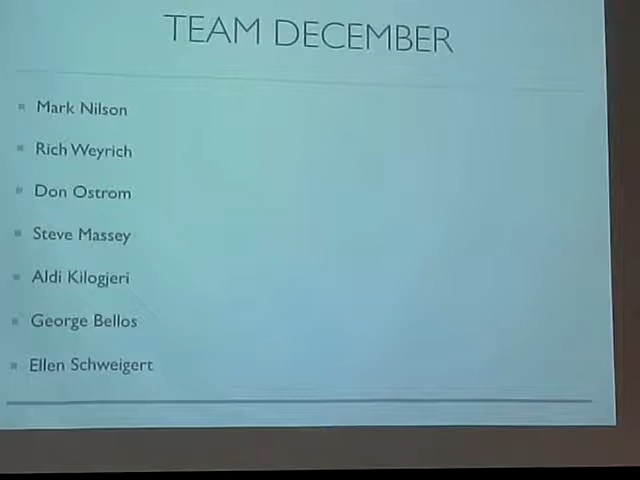 TEAM DECEMBER
Mark Nilson
Rich Weyrich
Don Ostrom
Steve Massey
Aldi Kilogjeri
George Bellos
Ellen Schweigert